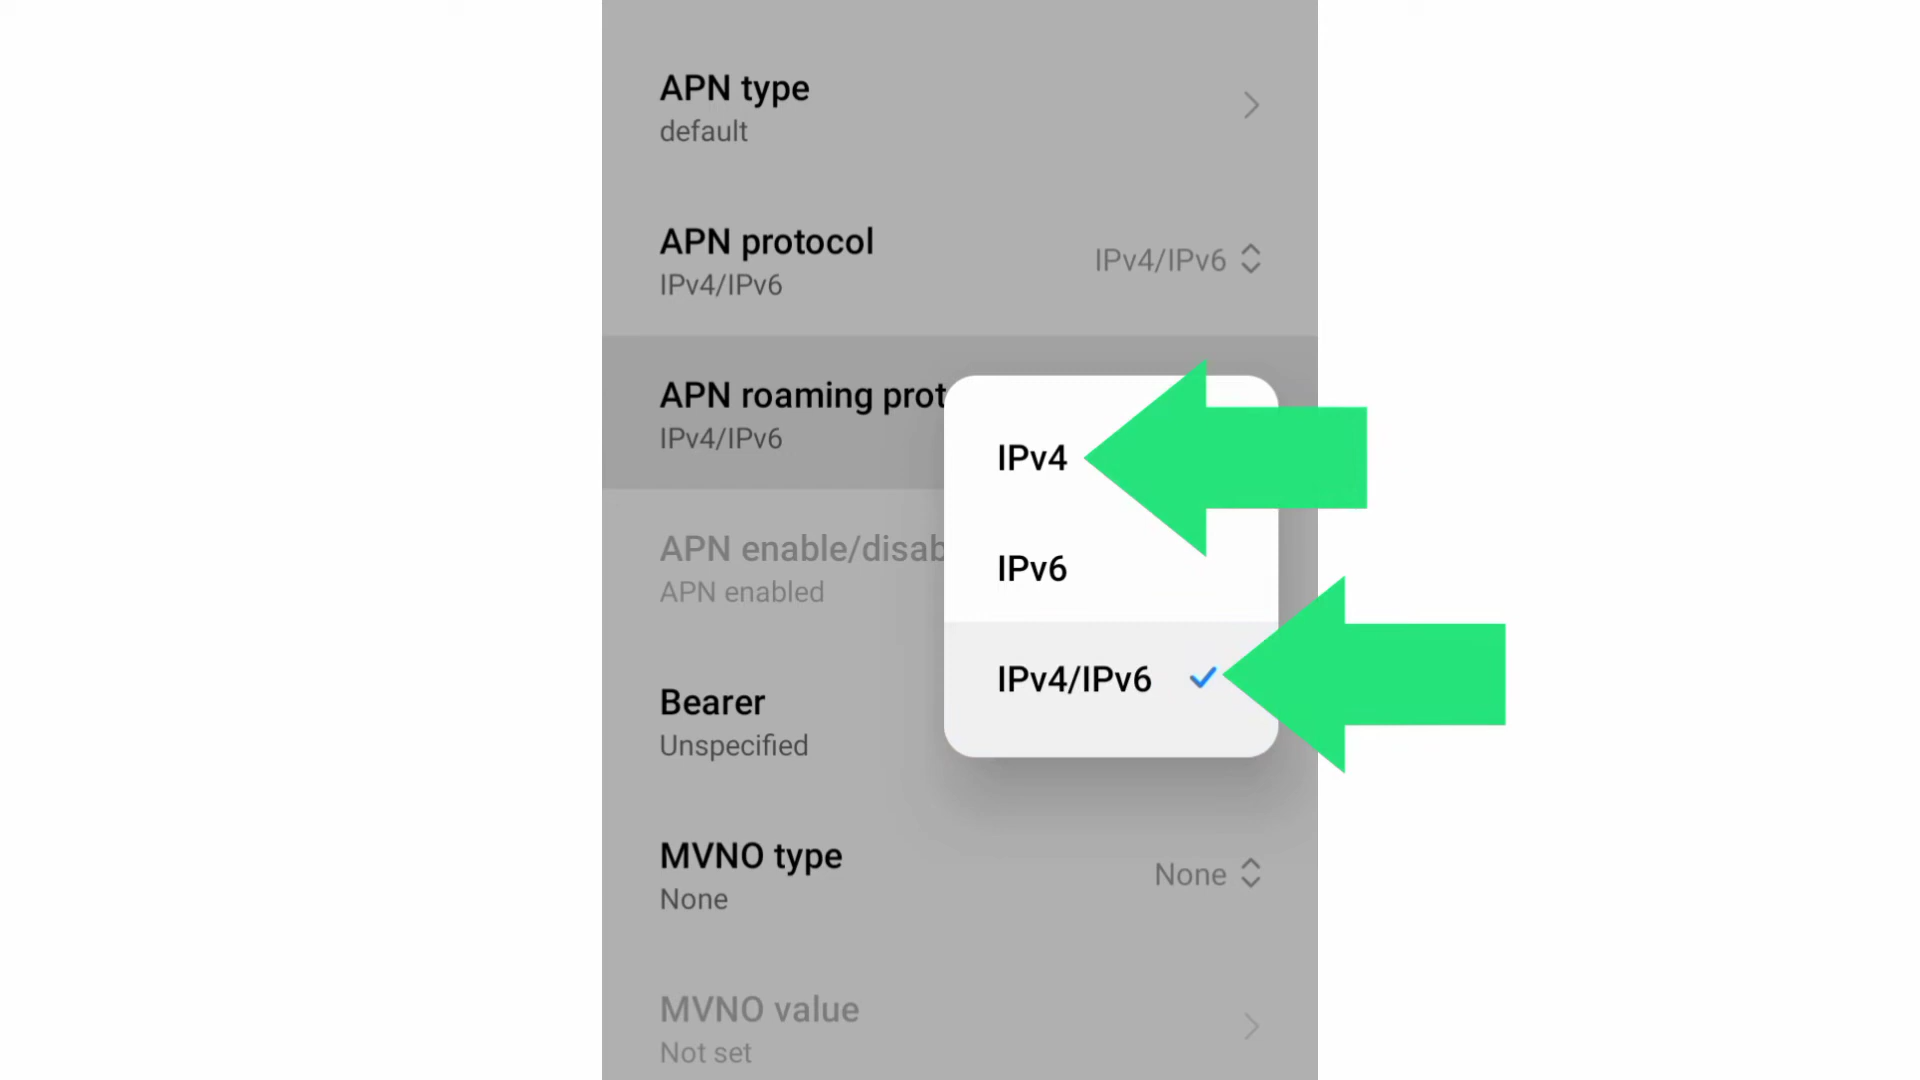 APN type
default
APN protocol
IPv4/IPv6
IPv4/IPv6
APN roaming prot
IPv4/IPv6
IPv4
IPv6
IPv4/IPv6
APN enable/disab
APN enabled
Bearer
Unspecified
MVNO type
None
None
MVNO value
Not set